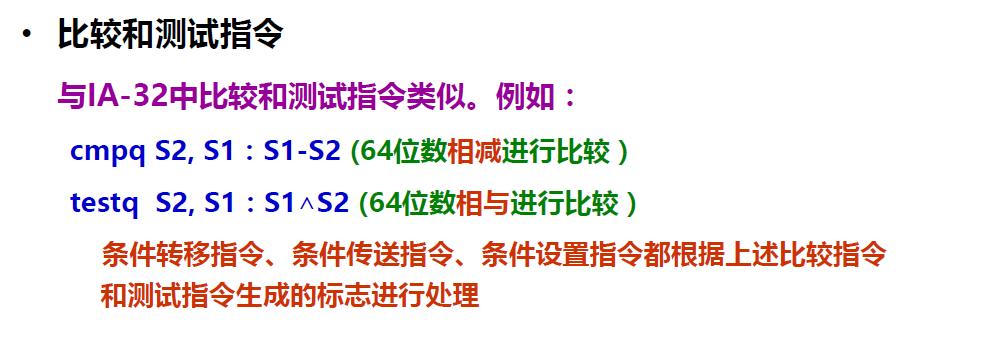 • 比较和测试指令
与IA-32中比较和测试指令类似。例如：
cmpq S2, S1：S1-S2 (64位数相减进行比较）
testq S2, S1：S1∧S2 (64位数相与进行比较）
条件转移指令、条件传送指令、条件设置指令都根据上述比较指令
和测试指令生成的标志进行处理